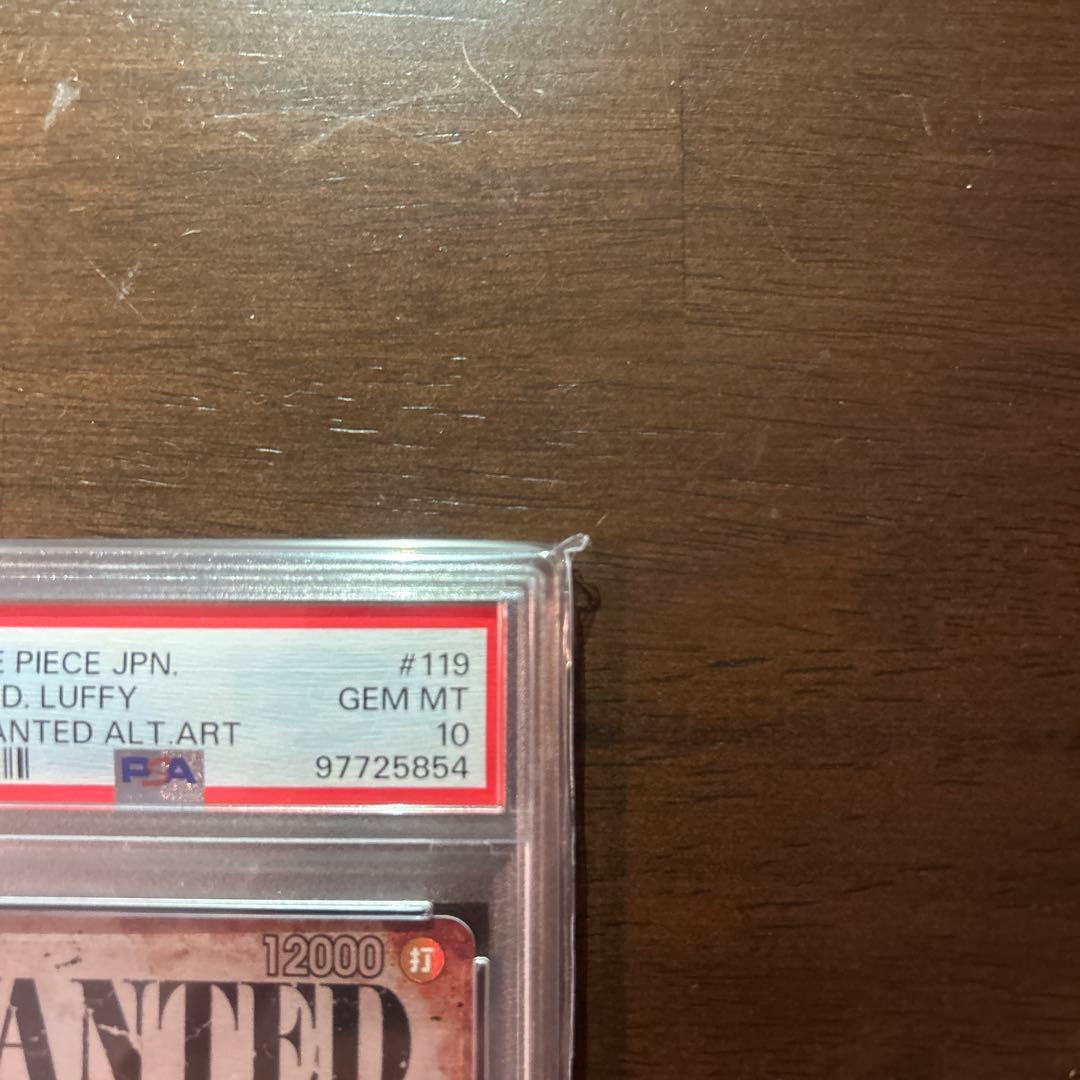 E PIECE JPN. #119
D. LUFFY GEM MT
ANTED ALT.ART 10
PSA 97725854
12000 打
ANTED